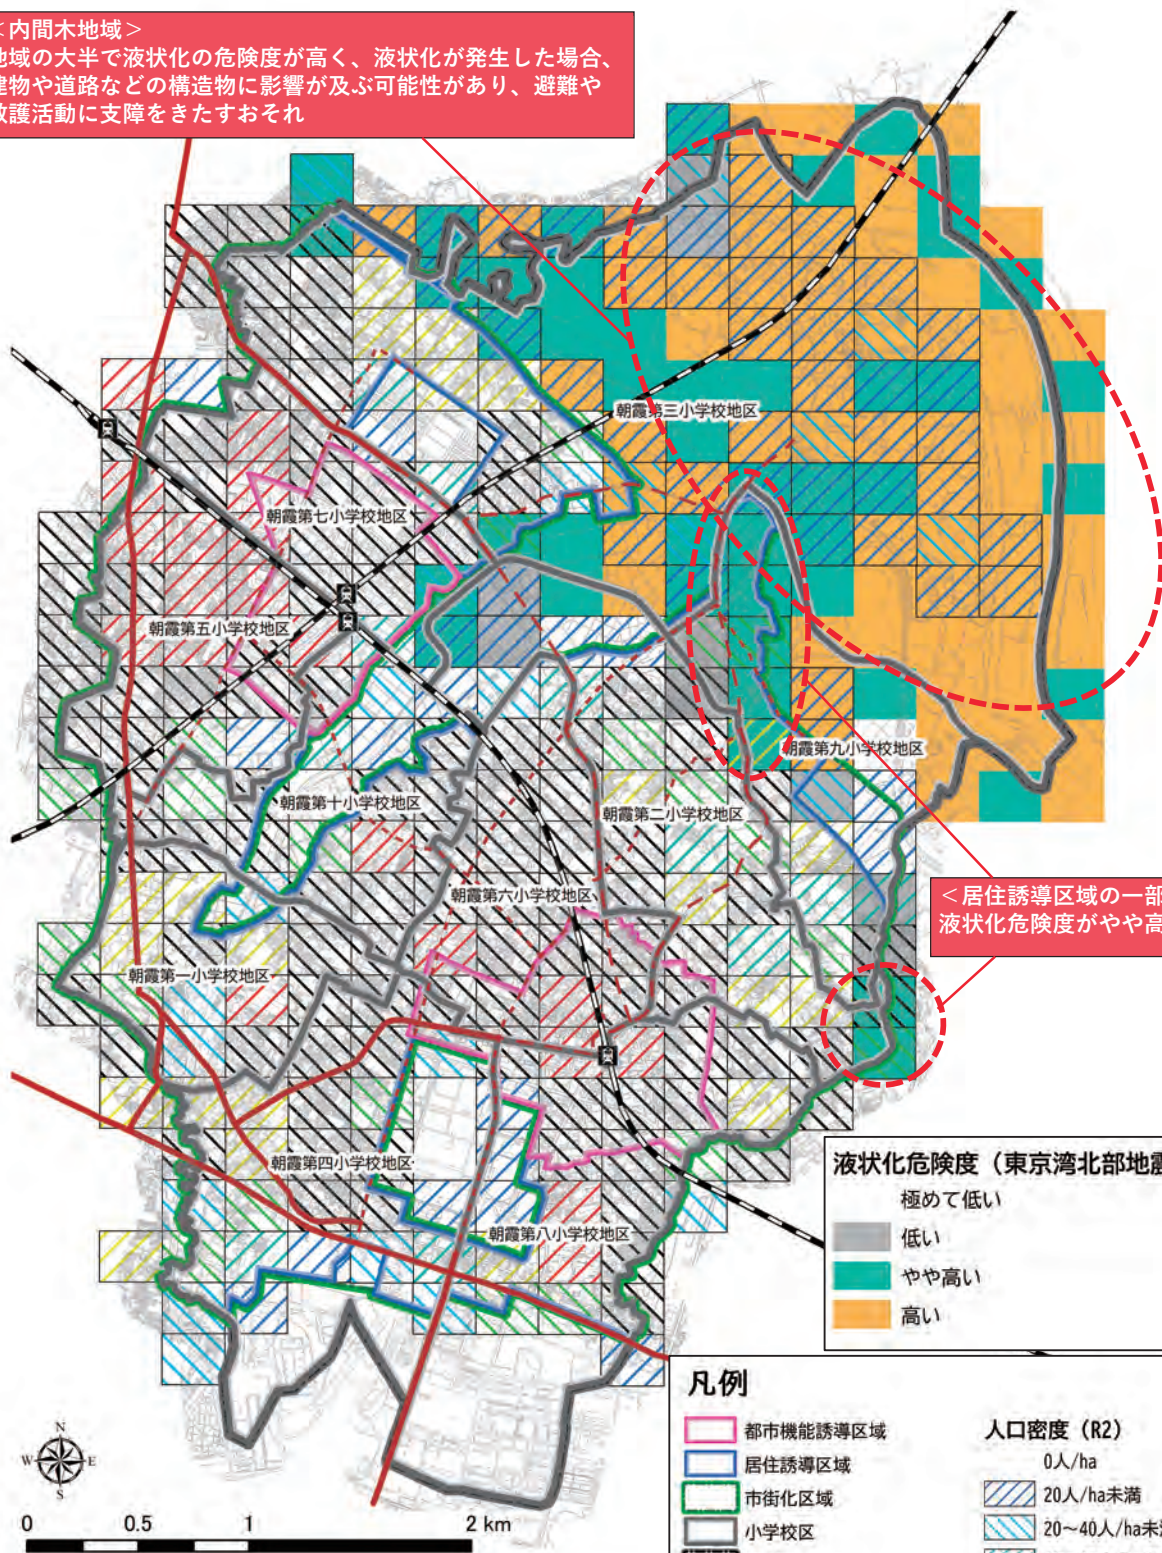 ＜内間木地域＞
地域の大半で液状化の危険度が高く、液状化が発生した場合、
建物や道路などの構造物に影響が及ぶ可能性があり、避難や
救護活動に支障をきたすおそれ
朝霞第三小学校地区
朝霞第七小学校地区
朝霞第五小学校地区
朝霞第九小学校地区
朝霞第十小学校地区
朝霞第二小学校地区
朝霞第六小学校地区
＜居住誘導区域の一部
液状化危険度がやや高
朝霞第一小学校地区
朝霞第四小学校地区
朝霞第八小学校地区
液状化危険度（東京湾北部地震
極めて低い
低い
やや高い
高い
凡例
都市機能誘導区域
居住誘導区域
市街化区域
小学校区
人口密度（R2）
0人/ha
20人/ha未満
20～40人/ha未満
N
W
E
S
0
0.5
1
2 km